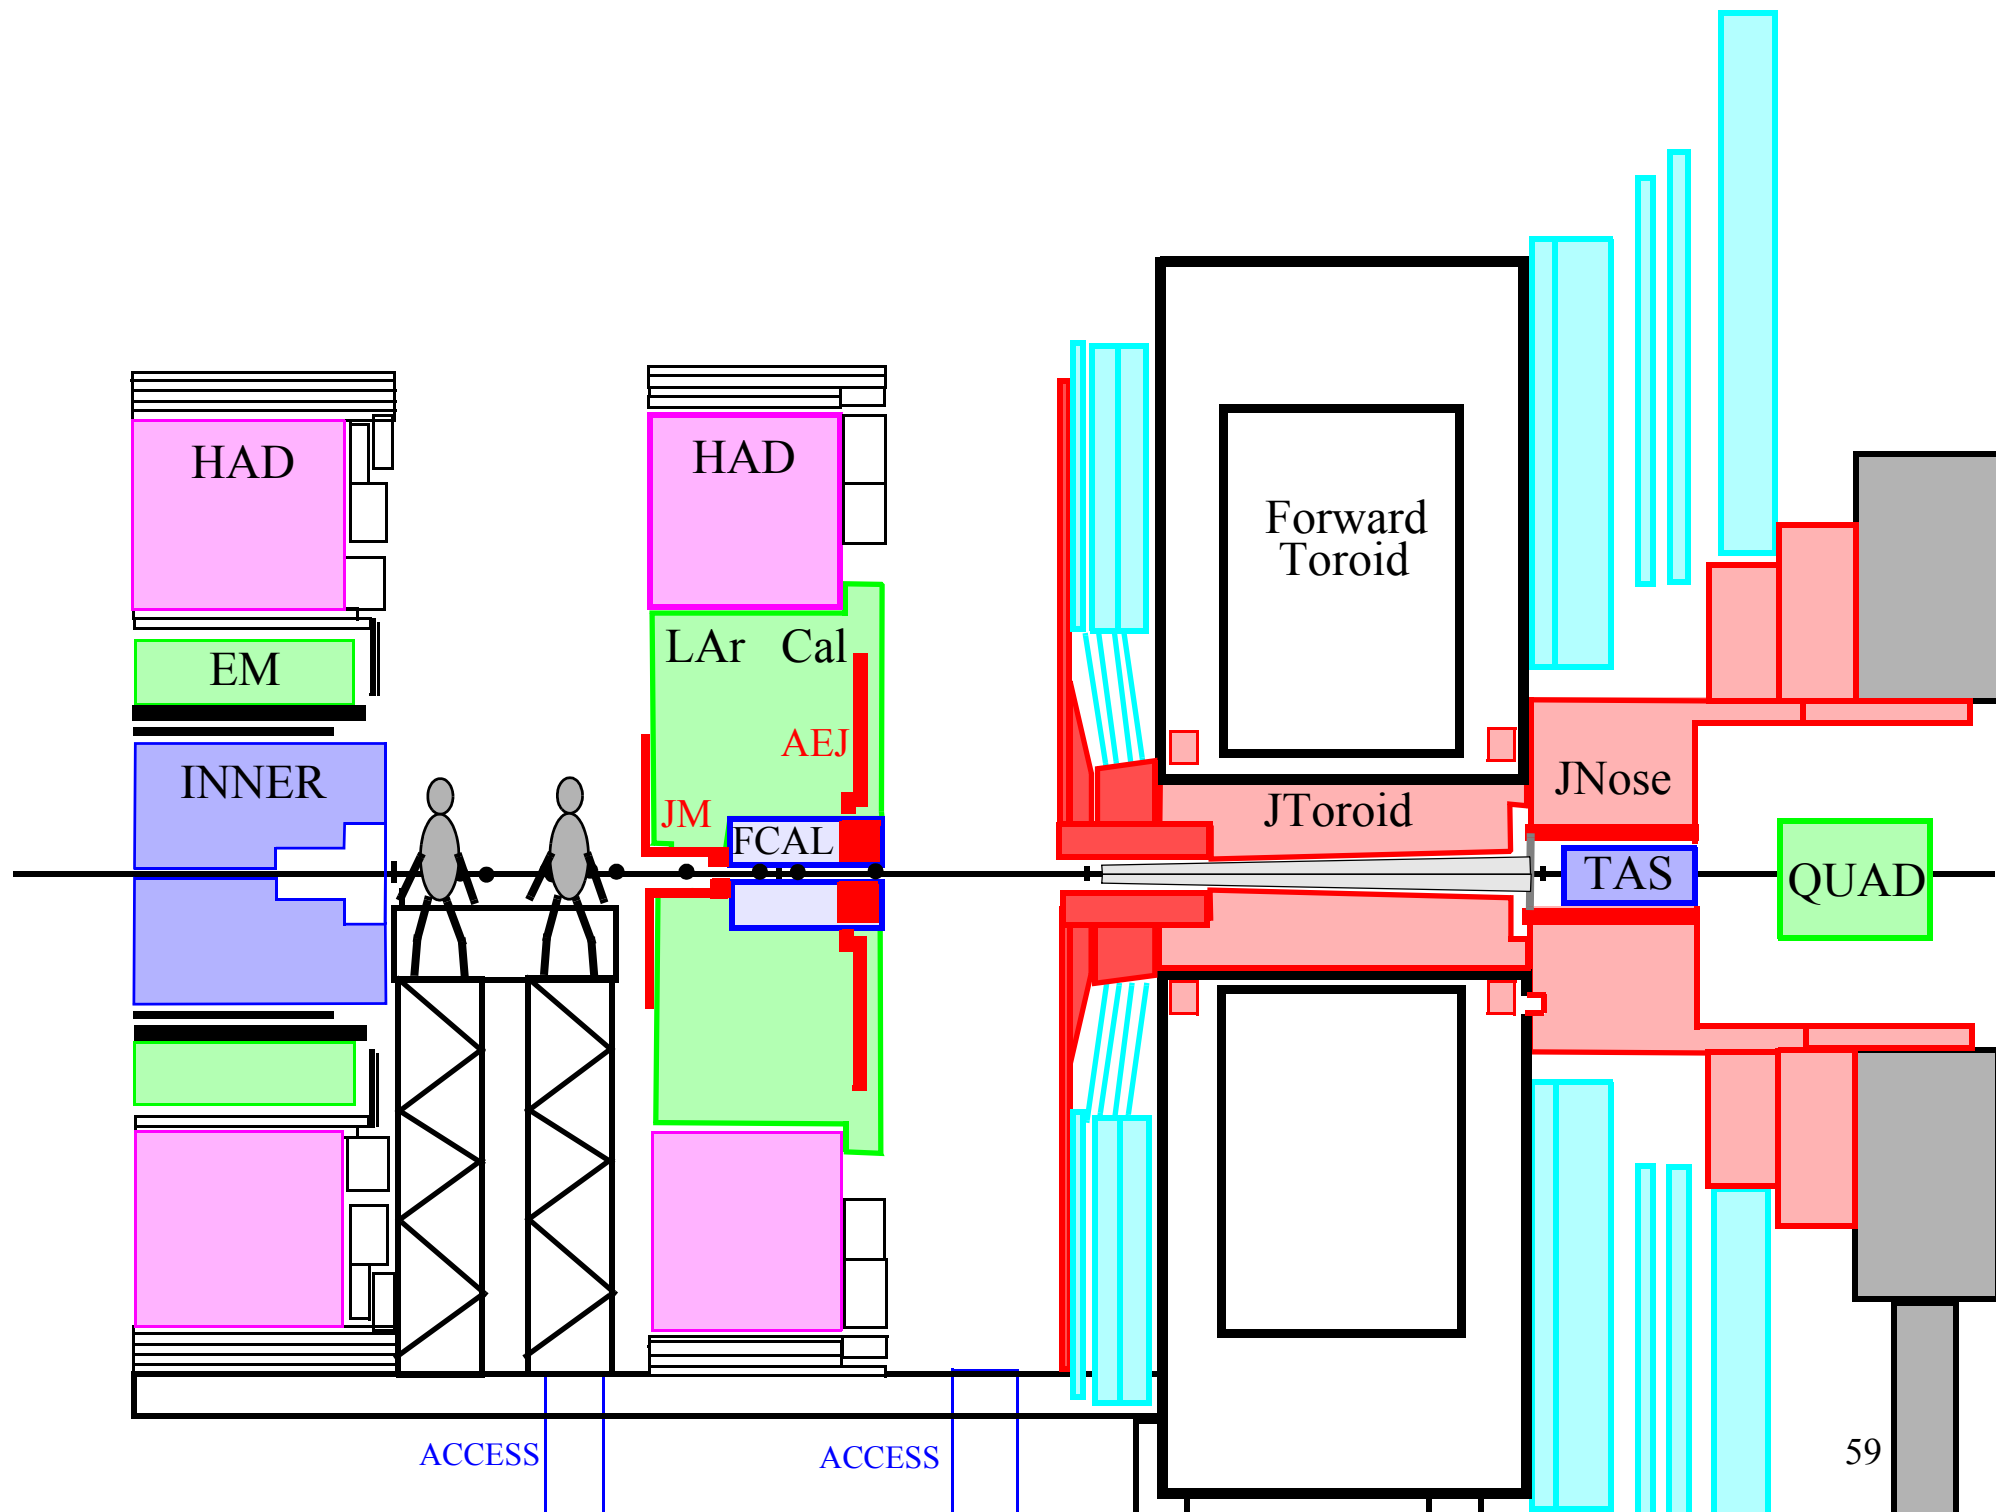 HAD
HAD
Forward
Toroid
LAr Cal
EM
AEJ
INNER
JNose
JM
JToroid
FCAL
TAS
QUAD
ACCESS
ACCESS
59